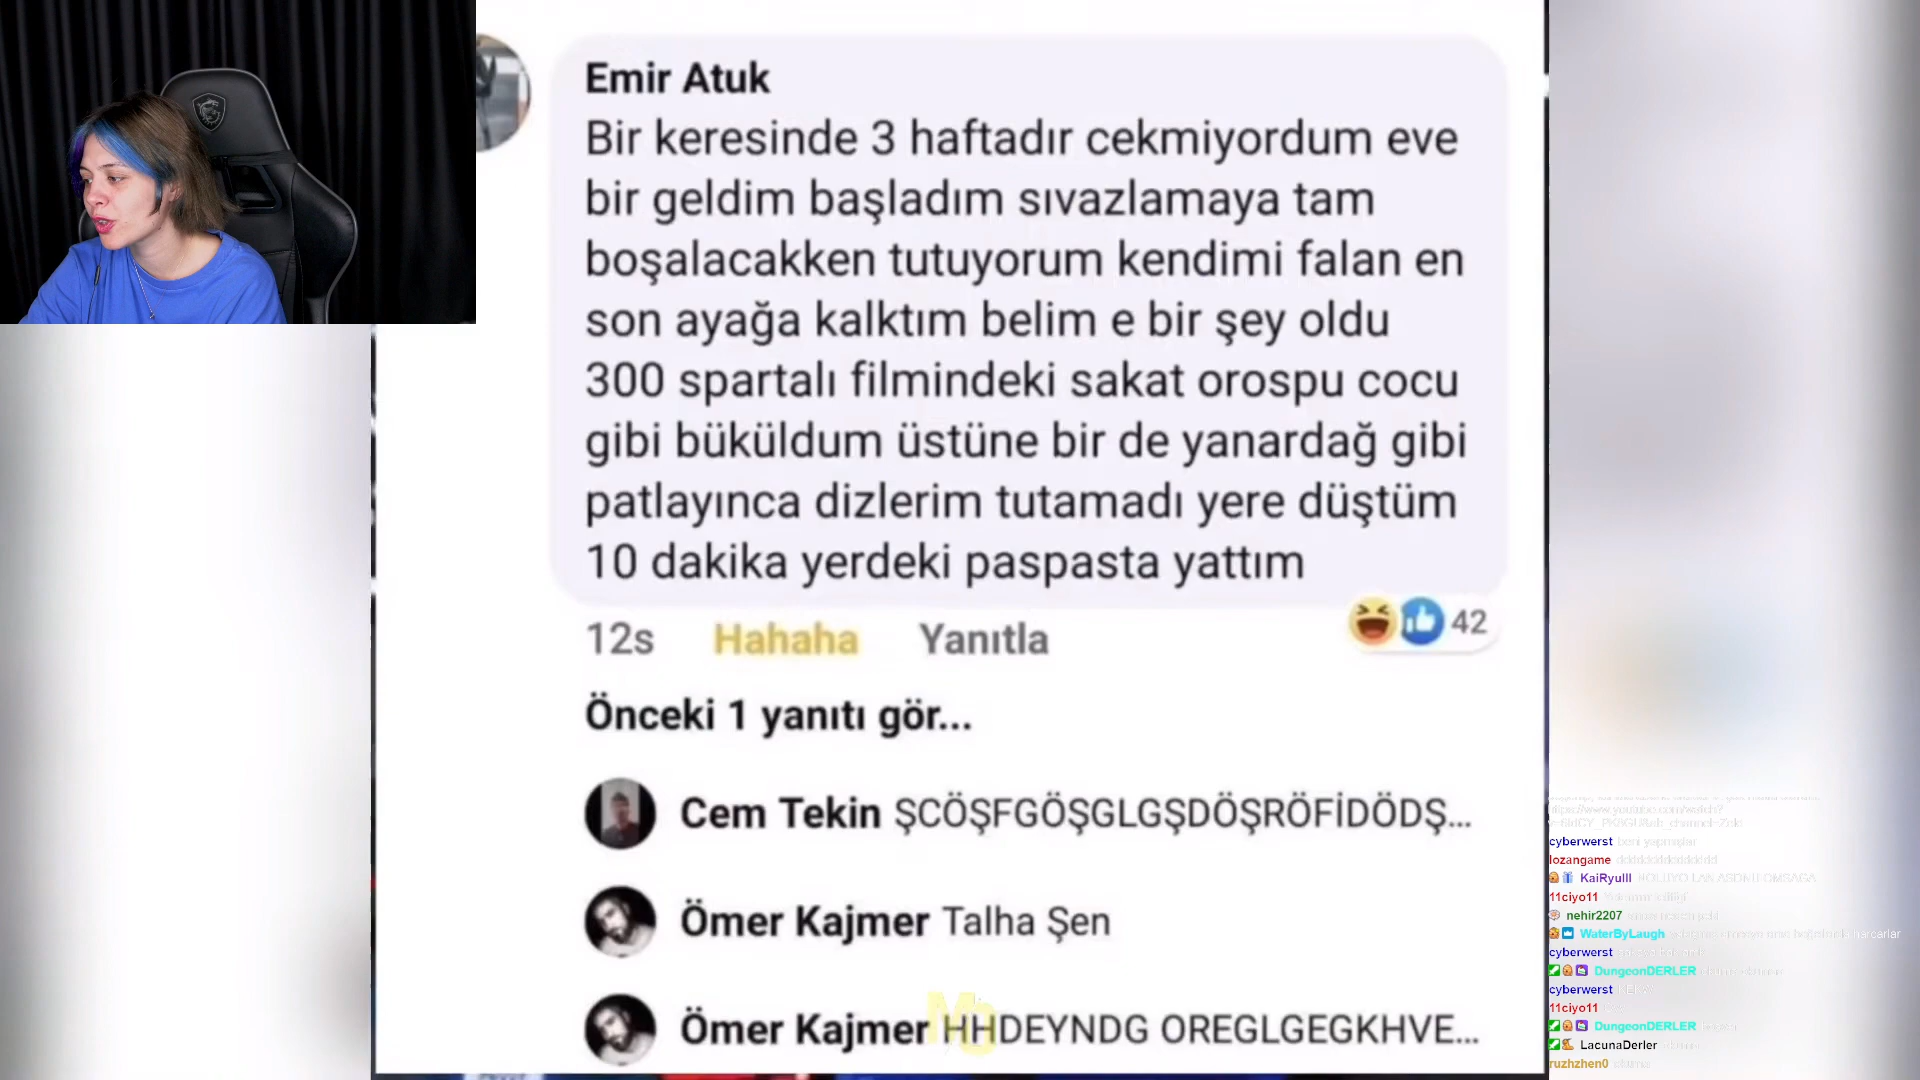 Emir Atuk
Bir keresinde 3 haftadır cekmiyordum eve
bir geldim başladım sıvazlamaya tam
boşalacakken tutuyorum kendimi falan en
son ayağa kalktım belim e bir şey oldu
300 spartalı filmindeki sakat orospu cocu
gibi büküldum üstüne bir de yanardağ gibi
patlayınca dizlerim tutamadı yere düştüm
10 dakika yerdeki paspasta yattım
12s Hahaha Yanıtla 42
Önceki 1 yanıtı gör...
Cem Tekin ŞCÖŞFGÖŞGLGŞDÖŞRÖFİDÖDŞ...
Ömer Kajmer Talha Şen
Ömer Kajmer HHDEYNDG OREGLGEGKHVE...
cyberwerst
lozangame
KaiRyuIII
11ciyo11
nehir2207
WaterByLaugh harcarlar
cyberwerst
DungeonDERLER
cyberwerst
11ciyo11
DungeonDERLER
LacunaDerler
ruzhzhen0